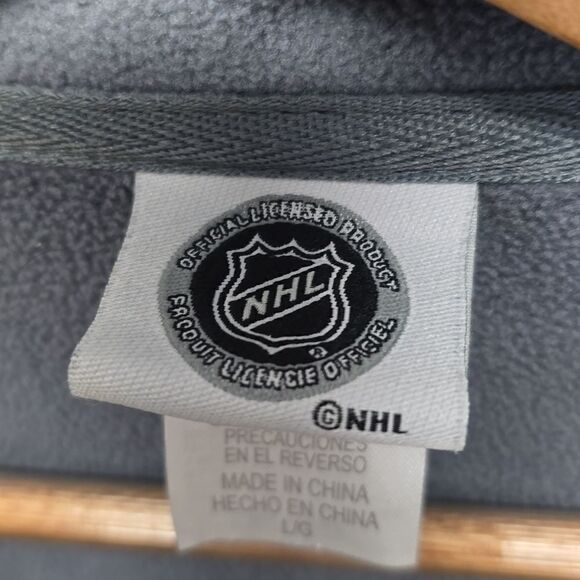 OFFICIAL LICENSED PRODUCT
NHL
®
PRODUIT LICENCIE OFFICIEL
©NHL
PRECAUCIONES
EN EL REVERSO
MADE IN CHINA
HECHO EN CHINA
L/G